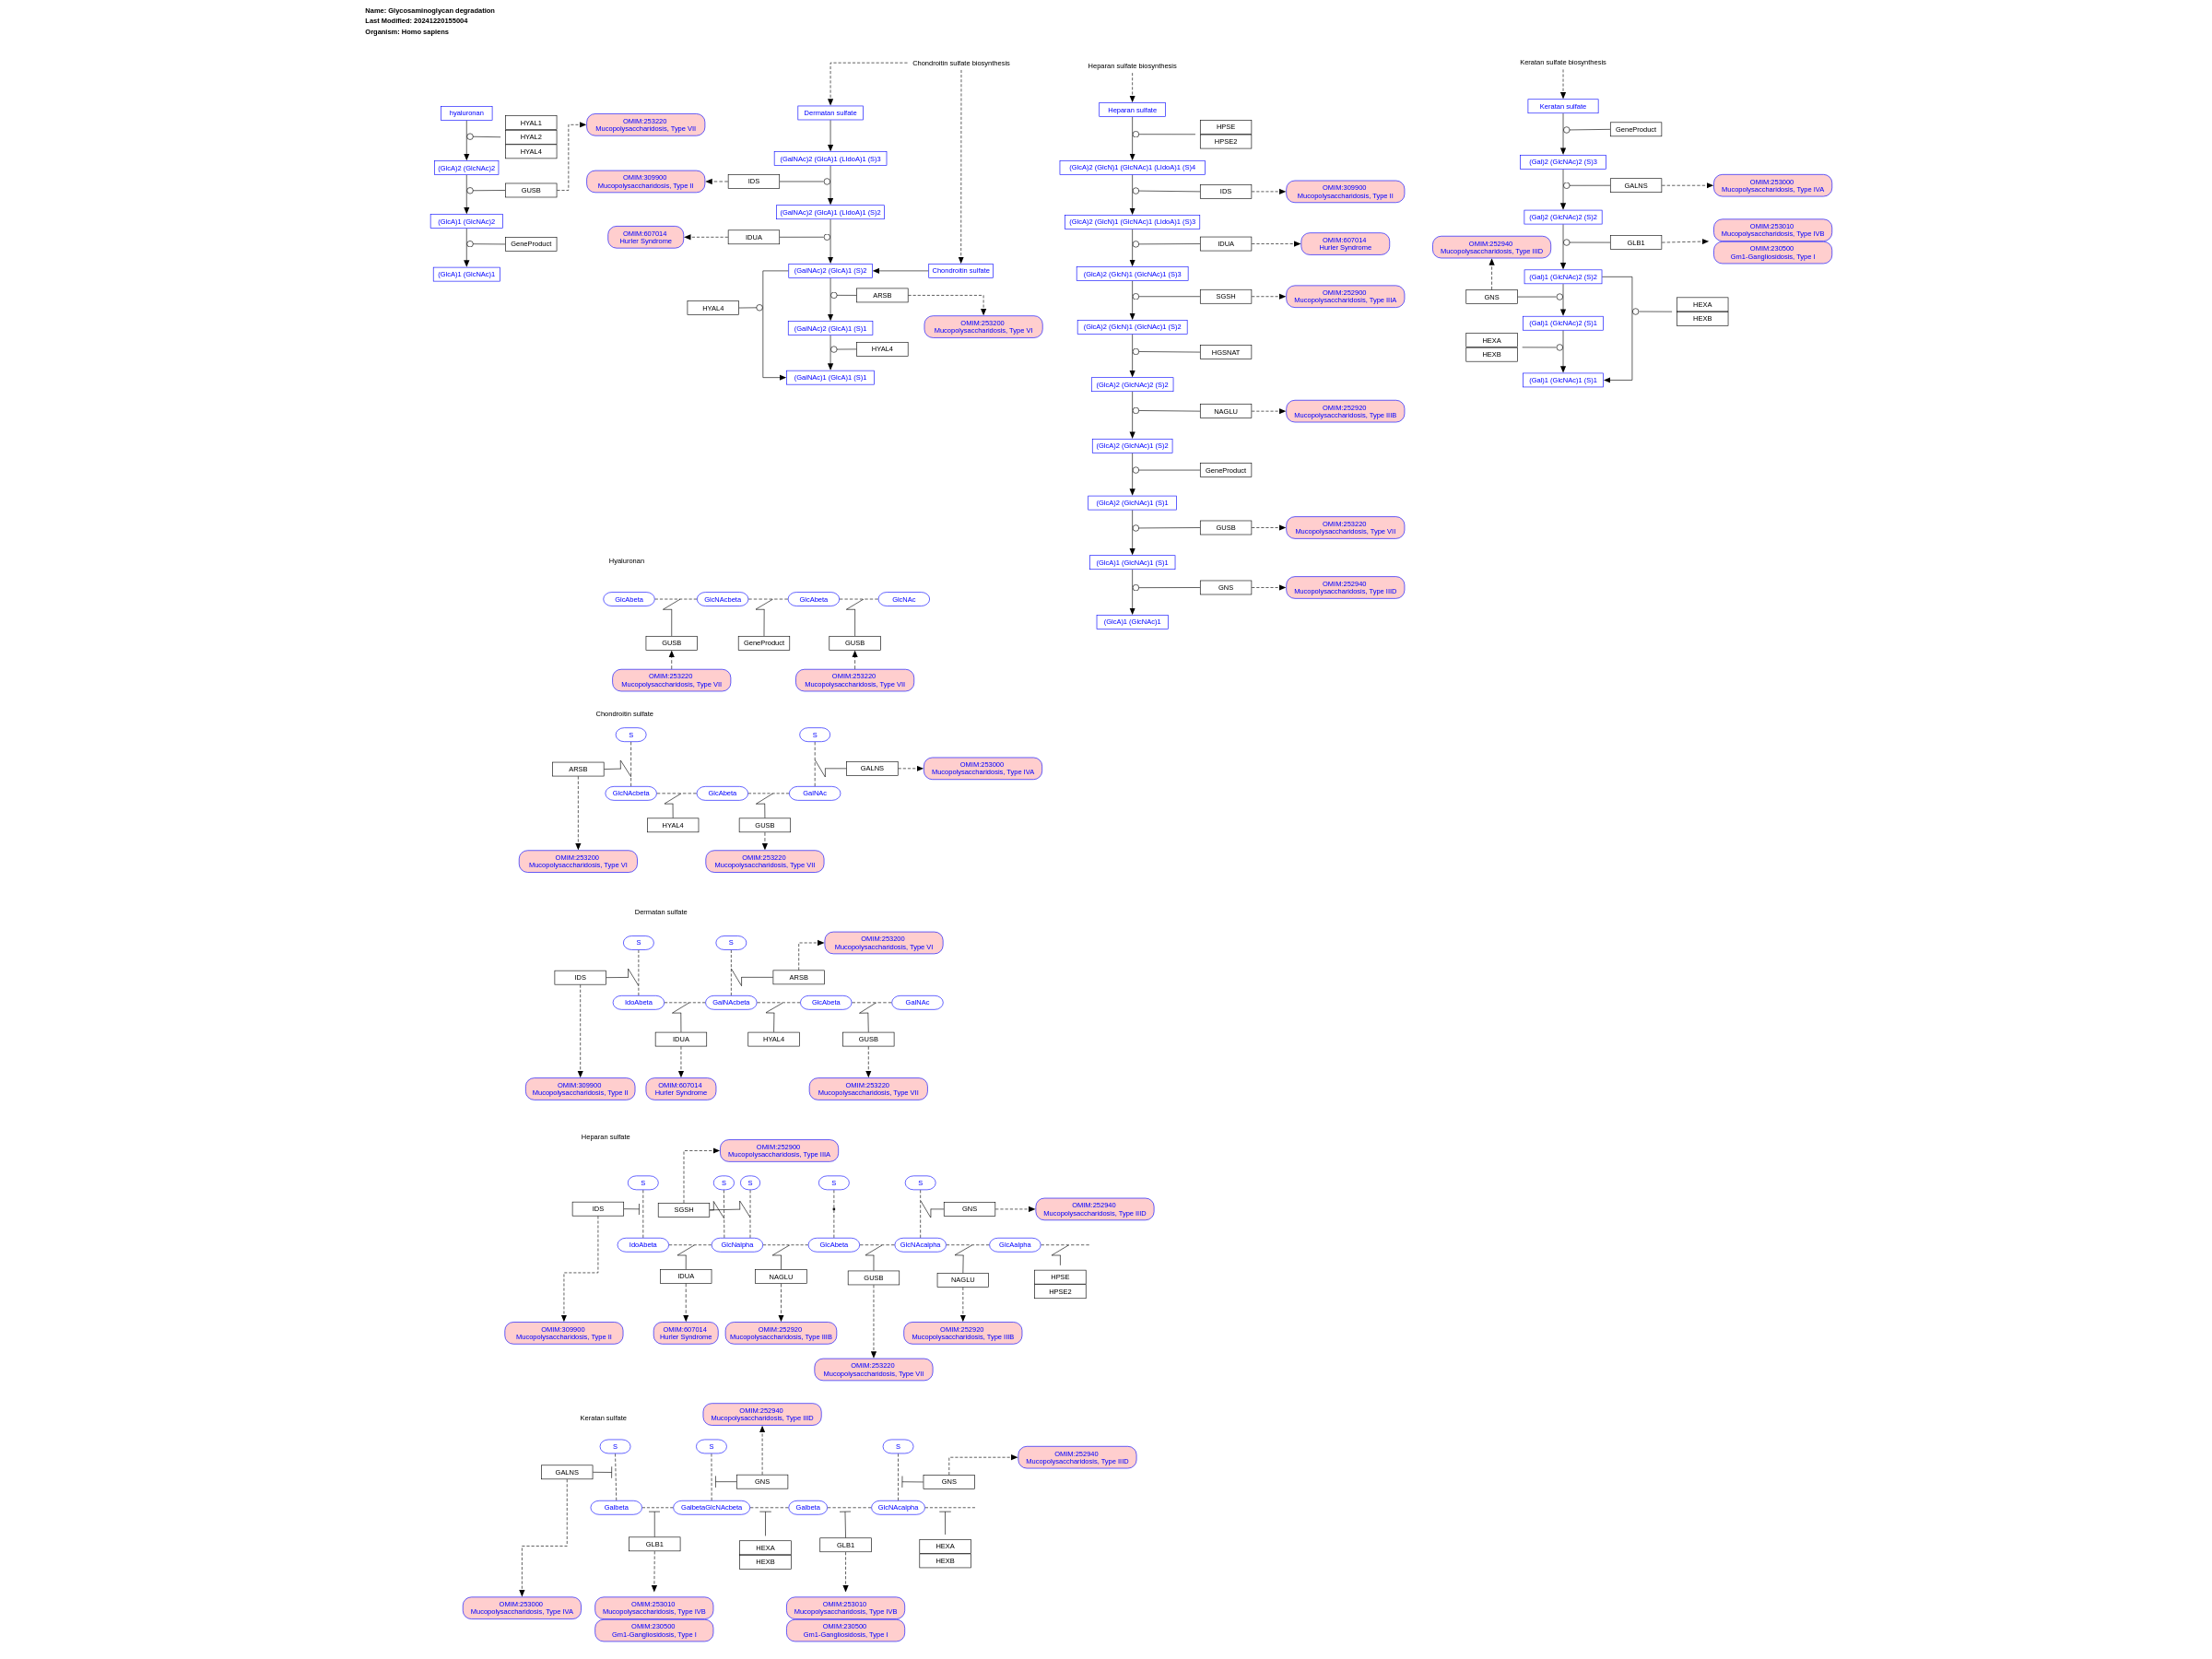 Name: Glycosaminoglycan degradation
Last Modified: 20241220155004
Organism: Homo sapiens
hyaluronan
HYAL1
HYAL2
HYAL4
(GlcA)2 (GlcNAc)2
GUSB
OMIM:253220
Mucopolysaccharidosis, Type VII
(GlcA)1 (GlcNAc)2
GeneProduct
(GlcA)1 (GlcNAc)1
Chondroitin sulfate biosynthesis
Dermatan sulfate
(GalNAc)2 (GlcA)1 (LIdoA)1 (S)3
IDS
OMIM:309900
Mucopolysaccharidosis, Type II
(GalNAc)2 (GlcA)1 (LIdoA)1 (S)2
IDUA
OMIM:607014
Hurler Syndrome
(GalNAc)2 (GlcA)1 (S)2
Chondroitin sulfate
HYAL4
ARSB
OMIM:253200
Mucopolysaccharidosis, Type VI
(GalNAc)2 (GlcA)1 (S)1
HYAL4
(GalNAc)1 (GlcA)1 (S)1
Heparan sulfate biosynthesis
Heparan sulfate
HPSE
HPSE2
(GlcA)2 (GlcN)1 (GlcNAc)1 (LIdoA)1 (S)4
IDS
OMIM:309900
Mucopolysaccharidosis, Type II
(GlcA)2 (GlcN)1 (GlcNAc)1 (LIdoA)1 (S)3
IDUA
OMIM:607014
Hurler Syndrome
(GlcA)2 (GlcN)1 (GlcNAc)1 (S)3
SGSH
OMIM:252900
Mucopolysaccharidosis, Type IIIA
(GlcA)2 (GlcN)1 (GlcNAc)1 (S)2
HGSNAT
(GlcA)2 (GlcNAc)2 (S)2
NAGLU
OMIM:252920
Mucopolysaccharidosis, Type IIIB
(GlcA)2 (GlcNAc)1 (S)2
GeneProduct
(GlcA)2 (GlcNAc)1 (S)1
GUSB
OMIM:253220
Mucopolysaccharidosis, Type VII
(GlcA)1 (GlcNAc)1 (S)1
GNS
OMIM:252940
Mucopolysaccharidosis, Type IIID
(GlcA)1 (GlcNAc)1
Keratan sulfate biosynthesis
Keratan sulfate
GeneProduct
(Gal)2 (GlcNAc)2 (S)3
GALNS
OMIM:253000
Mucopolysaccharidosis, Type IVA
(Gal)2 (GlcNAc)2 (S)2
GLB1
OMIM:253010
Mucopolysaccharidosis, Type IVB
OMIM:230500
Gm1-Gangliosidosis, Type I
OMIM:252940
Mucopolysaccharidosis, Type IIID
(Gal)1 (GlcNAc)2 (S)2
GNS
HEXA
HEXB
(Gal)1 (GlcNAc)2 (S)1
HEXA
HEXB
(Gal)1 (GlcNAc)1 (S)1
Hyaluronan
GlcAbeta
GlcNAcbeta
GlcAbeta
GlcNAc
GUSB
GeneProduct
GUSB
OMIM:253220
Mucopolysaccharidosis, Type VII
OMIM:253220
Mucopolysaccharidosis, Type VII
Chondroitin sulfate
S
S
ARSB
GALNS
OMIM:253000
Mucopolysaccharidosis, Type IVA
GlcNAcbeta
GlcAbeta
GalNAc
HYAL4
GUSB
OMIM:253200
Mucopolysaccharidosis, Type VI
OMIM:253220
Mucopolysaccharidosis, Type VII
Dermatan sulfate
S
S
OMIM:253200
Mucopolysaccharidosis, Type VI
IDS
ARSB
IdoAbeta
GalNAcbeta
GlcAbeta
GalNAc
IDUA
HYAL4
GUSB
OMIM:309900
Mucopolysaccharidosis, Type II
OMIM:607014
Hurler Syndrome
OMIM:253220
Mucopolysaccharidosis, Type VII
Heparan sulfate
OMIM:252900
Mucopolysaccharidosis, Type IIIA
S
S
S
S
S
IDS
SGSH
GNS
OMIM:252940
Mucopolysaccharidosis, Type IIID
IdoAbeta
GlcNlpha
GlcAbeta
GlcNAcalpha
GlcAalpha
IDUA
NAGLU
GUSB
NAGLU
HPSE
HPSE2
OMIM:309900
Mucopolysaccharidosis, Type II
OMIM:607014
Hurler Syndrome
OMIM:252920
Mucopolysaccharidosis, Type IIIB
OMIM:252920
Mucopolysaccharidosis, Type IIIB
OMIM:253220
Mucopolysaccharidosis, Type VII
Keratan sulfate
OMIM:252940
Mucopolysaccharidosis, Type IIID
S
S
S
OMIM:252940
Mucopolysaccharidosis, Type IIID
GALNS
GNS
GNS
Galbeta
GalbetaGlcNAcbeta
Galbeta
GlcNAcalpha
GLB1
HEXA
HEXB
GLB1
HEXA
HEXB
OMIM:253000
Mucopolysaccharidosis, Type IVA
OMIM:253010
Mucopolysaccharidosis, Type IVB
OMIM:230500
Gm1-Gangliosidosis, Type I
OMIM:253010
Mucopolysaccharidosis, Type IVB
OMIM:230500
Gm1-Gangliosidosis, Type I